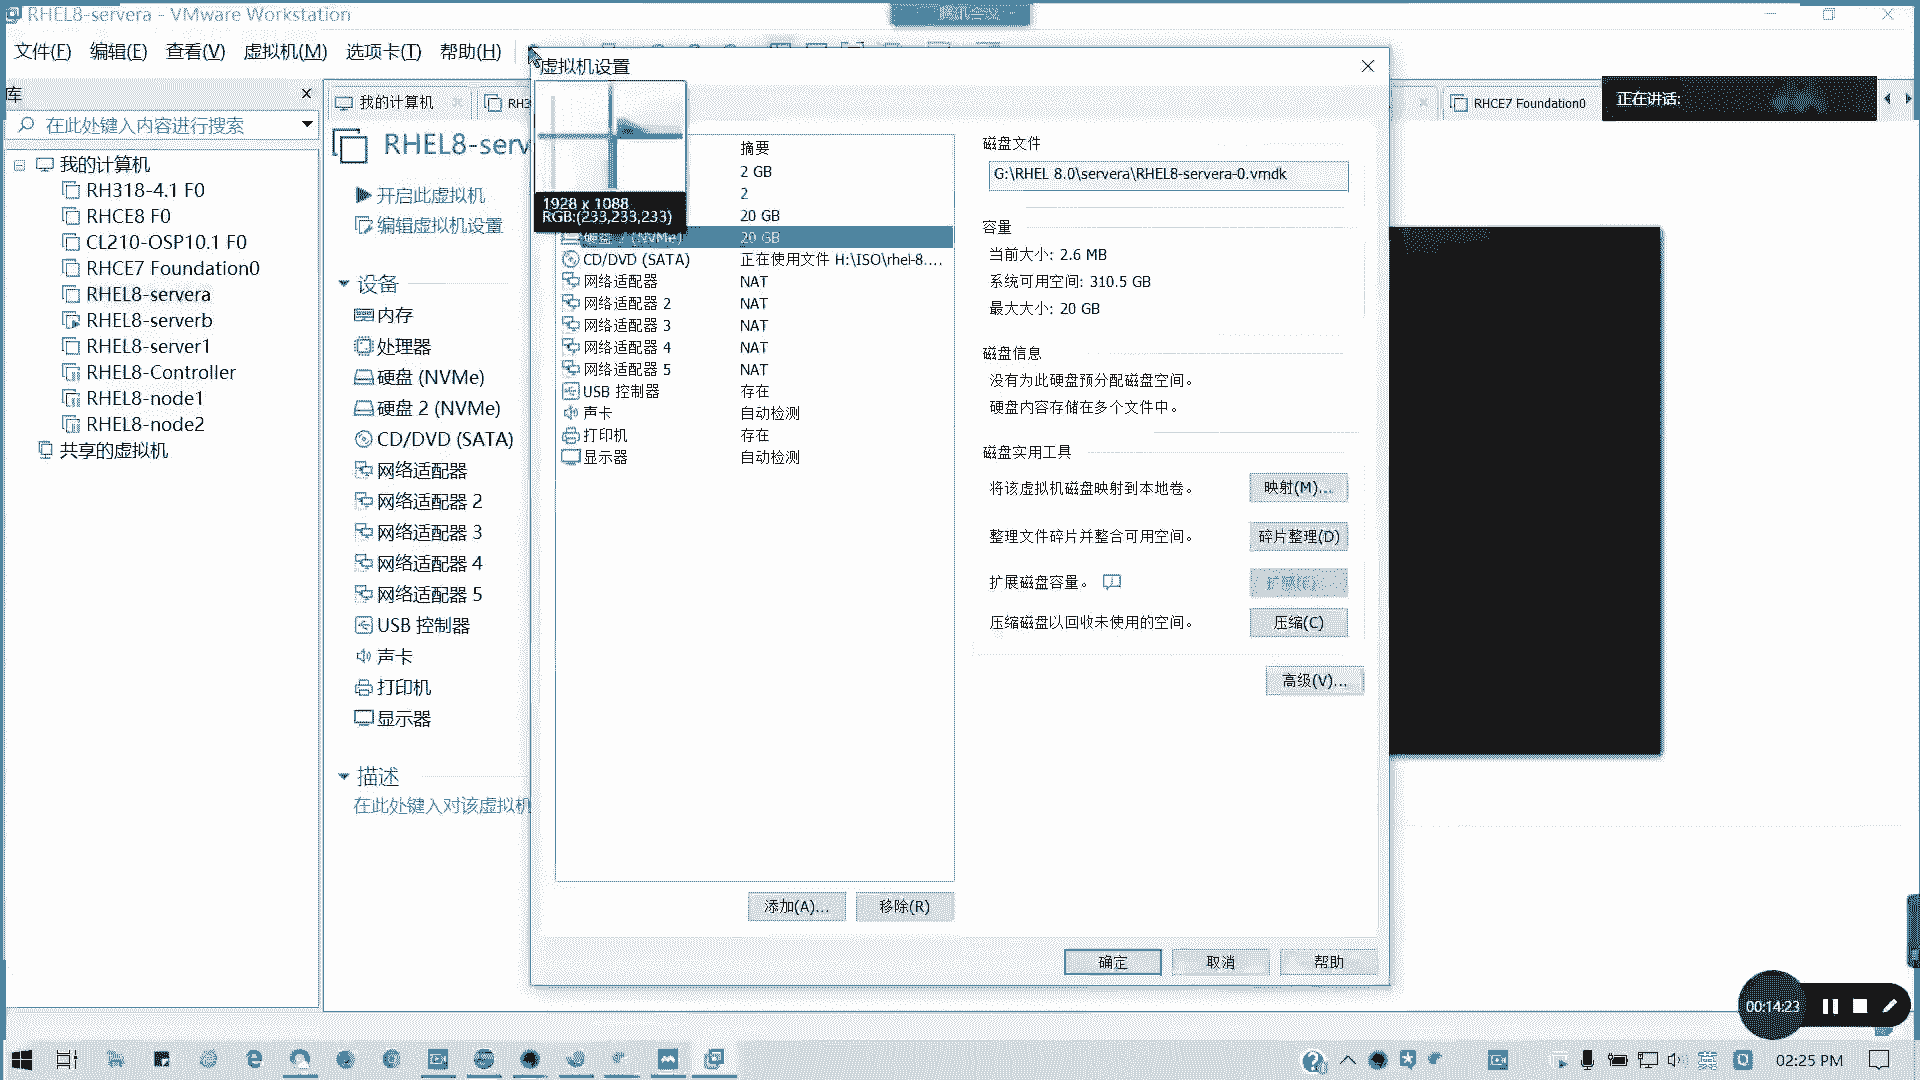 RHEL8-servera - VMware Workstation
腾讯会议
文件(F) 编辑(E) 查看(V) 虚拟机(M) 选项卡(T) 帮助(H)
库
在此处键入内容进行搜索
我的计算机
RH318-4.1 F0
RHCE8 F0
CL210-OSP10.1 F0
RHCE7 Foundation0
RHEL8-servera
RHEL8-serverb
RHEL8-server1
RHEL8-Controller
RHEL8-node1
RHEL8-node2
共享的虚拟机
我的计算机
RH3
RHCE7 Foundation0
正在讲话:
RHEL8-serv
开启此虚拟机
编辑虚拟机设置
设备
内存
处理器
硬盘 (NVMe)
硬盘 2 (NVMe)
CD/DVD (SATA)
网络适配器
网络适配器 2
网络适配器 3
网络适配器 4
网络适配器 5
USB 控制器
声卡
打印机
显示器
描述
在此处键入对该虚拟机
虚拟机设置
1928 x 1088
RGB:(233,233,233)
摘要
2 GB
2
20 GB
硬盘 2 (NVMe) 20 GB
CD/DVD (SATA) 正在使用文件 H:\ISO\rhel-8....
网络适配器 NAT
网络适配器 2 NAT
网络适配器 3 NAT
网络适配器 4 NAT
网络适配器 5 NAT
USB 控制器 存在
声卡 自动检测
打印机 存在
显示器 自动检测
添加(A)... 移除(R)
磁盘文件
G:\RHEL 8.0\servera\RHEL8-servera-0.vmdk
容量
当前大小: 2.6 MB
系统可用空间: 310.5 GB
最大大小: 20 GB
磁盘信息
没有为此硬盘预分配磁盘空间。
硬盘内容存储在多个文件中。
磁盘实用工具
将该虚拟机磁盘映射到本地卷。 映射(M)...
整理文件碎片并整合可用空间。 碎片整理(D)
扩展磁盘容量。 扩展(E)...
压缩磁盘以回收未使用的空间。 压缩(C)
高级(V)...
确定 取消 帮助
00:14:23
英
02:25 PM